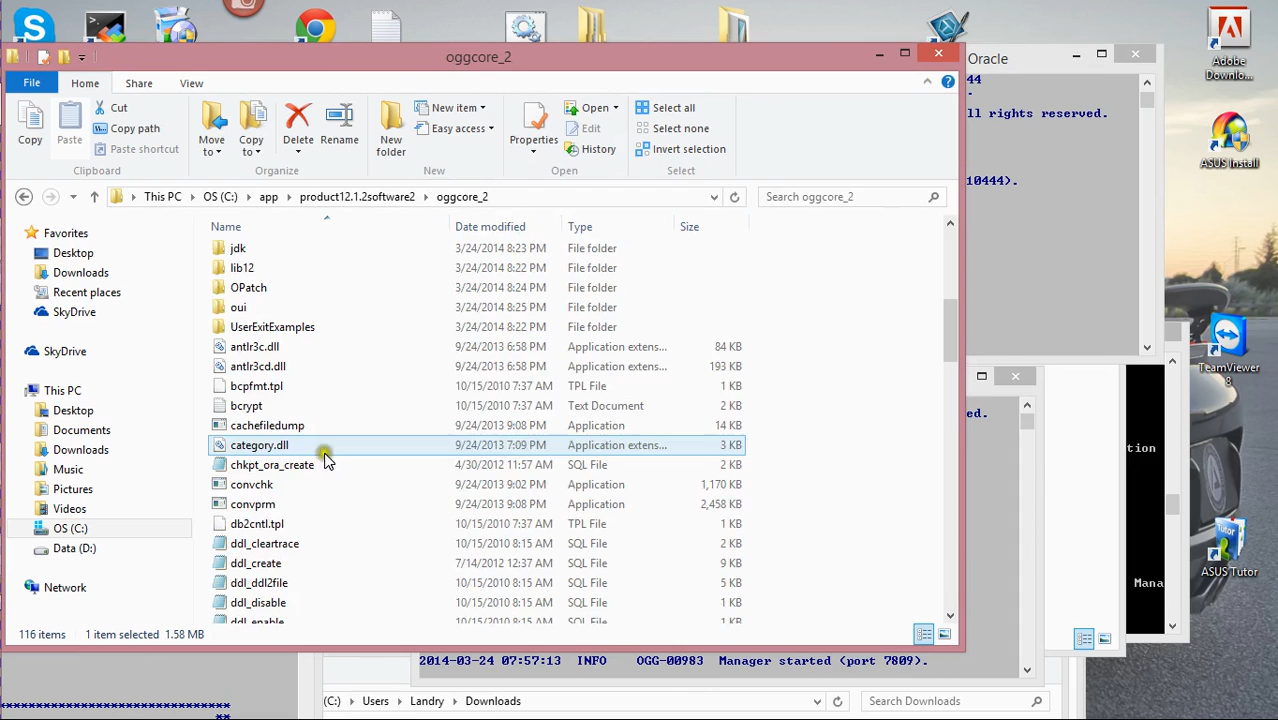 oggcore_2
Oracle
Adobe
Downlo...
File
Home
Share
View
Copy
Paste
Cut
Copy path
Paste shortcut
Clipboard
Move to
Copy to
Delete
Rename
Organize
New folder
New item
Easy access
New
Properties
Open
Edit
History
Open
Select all
Select none
Invert selection
Select
44
ll rights reserved.
10444).
ASUS Install
This PC
OS (C:)
app
product12.1.2software2
oggcore_2
Search oggcore_2
Name
Date modified
Type
Size
Favorites
Desktop
Downloads
Recent places
SkyDrive
SkyDrive
This PC
Desktop
Documents
Downloads
Music
Pictures
Videos
OS (C:)
Data (D:)
Network
jdk 3/24/2014 8:23 PM File folder
lib12 3/24/2014 8:22 PM File folder
OPatch 3/24/2014 8:24 PM File folder
oui 3/24/2014 8:25 PM File folder
UserExitExamples 3/24/2014 8:22 PM File folder
antlr3c.dll 9/24/2013 6:58 PM Application extens... 84 KB
antlr3cd.dll 9/24/2013 6:58 PM Application extens... 193 KB
bcpfmt.tpl 10/15/2010 7:37 AM TPL File 1 KB
bcrypt 10/15/2010 7:37 AM Text Document 2 KB
cachefiledump 9/24/2013 9:08 PM Application 14 KB
category.dll 9/24/2013 7:09 PM Application extens... 3 KB
chkpt_ora_create 4/30/2012 11:57 AM SQL File 2 KB
convchk 9/24/2013 9:02 PM Application 1,170 KB
convprm 9/24/2013 9:08 PM Application 2,458 KB
db2cntl.tpl 10/15/2010 7:37 AM TPL File 1 KB
ddl_cleartrace 10/15/2010 8:15 AM SQL File 1 KB
ddl_create 7/14/2012 12:37 AM SQL File 9 KB
ddl_ddl2file 10/15/2010 8:15 AM SQL File 5 KB
ddl_disable 10/15/2010 8:15 AM SQL File 1 KB
ddl_enable 10/15/2010 8:15 AM SQL File 1 KB
TeamViewer
8
ed.
ction
Mana
ASUS Tutor
116 items
1 item selected 1.58 MB
2014-03-24 07:57:13 INFO OGG-00983 Manager started (port 7809).
(C:)
Users
Landry
Downloads
Search Downloads
*******************************
**